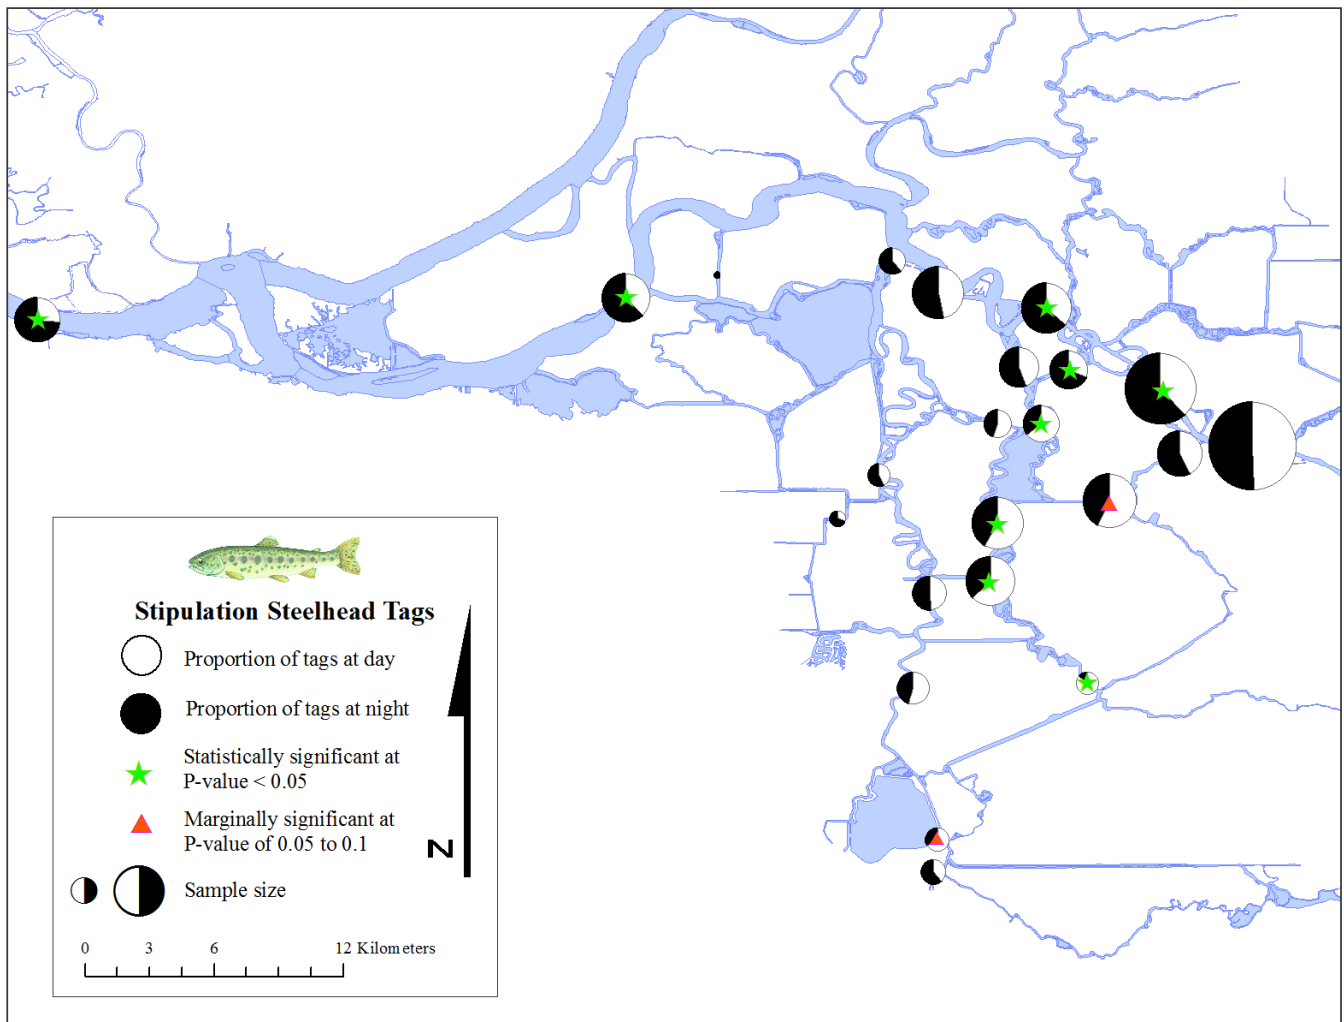 Stipulation Steelhead Tags
Proportion of tags at day
Proportion of tags at night
Statistically significant at
P-value < 0.05
Marginally significant at
P-value of 0.05 to 0.1
N
Sample size
0 3 6 12 Kilometers